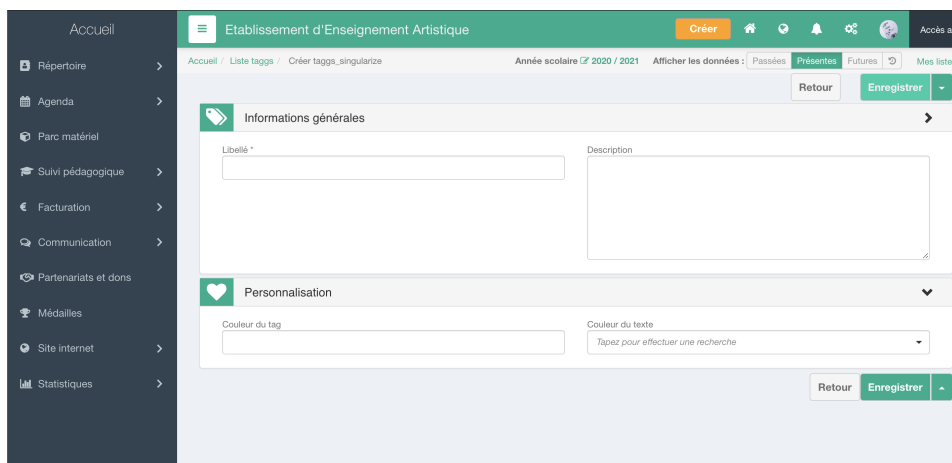 Accueil
Etablissement d'Enseignement Artistique
Créer
Accès a
Répertoire
Agenda
Parc matériel
Suivi pédagogique
Facturation
Communication
Partenariats et dons
Médailles
Site internet
Statistiques
Accueil / Liste taggs / Créer taggs_singularize
Année scolaire 2020 / 2021 Afficher les données : Passées Présentes Futures Mes liste
Retour Enregistrer
Informations générales
Libellé * Description
Personnalisation
Couleur du tag Couleur du texte
Tapez pour effectuer une recherche
Retour Enregistrer